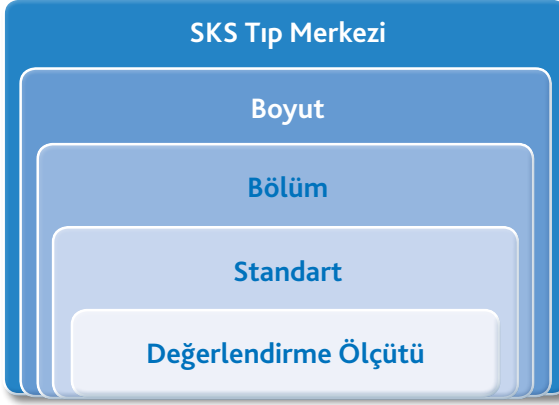 SKS Tıp Merkezi
Boyut
Bölüm
Standart
Değerlendirme Ölçütü